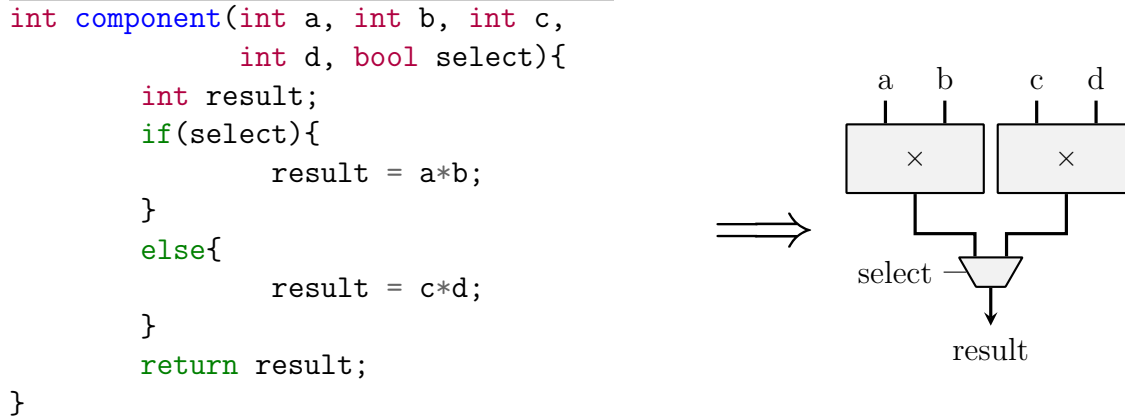 int component(int a, int b, int c,
int d, bool select){
int result;
if(select){
result = a*b;
}
else{
result = c*d;
}
return result;
}
⟹
a b c d
× ×
select
result